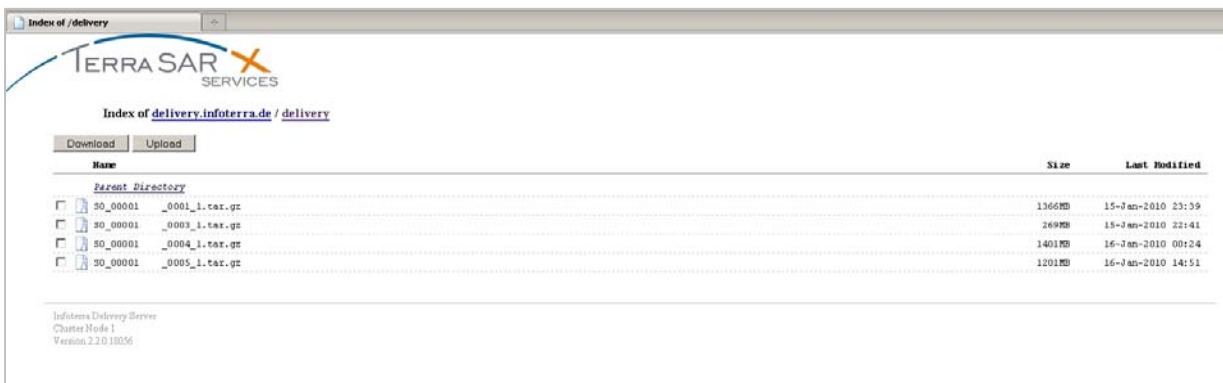 Index of /delivery
TERRA SAR X
SERVICES
Index of delivery.infoterra.de / delivery
Download Upload
Name Size Last Modified
Parent Directory
SO_00001 _0001_1.tar.gz 1366MB 15-Jan-2010 23:39
SO_00001 _0003_1.tar.gz 269MB 15-Jan-2010 22:41
SO_00001 _0004_1.tar.gz 1401MB 16-Jan-2010 00:24
SO_00001 _0005_1.tar.gz 1201MB 16-Jan-2010 14:51
Infoterra Delivery Server
Cluster Node 1
Version 2.2.0.18056